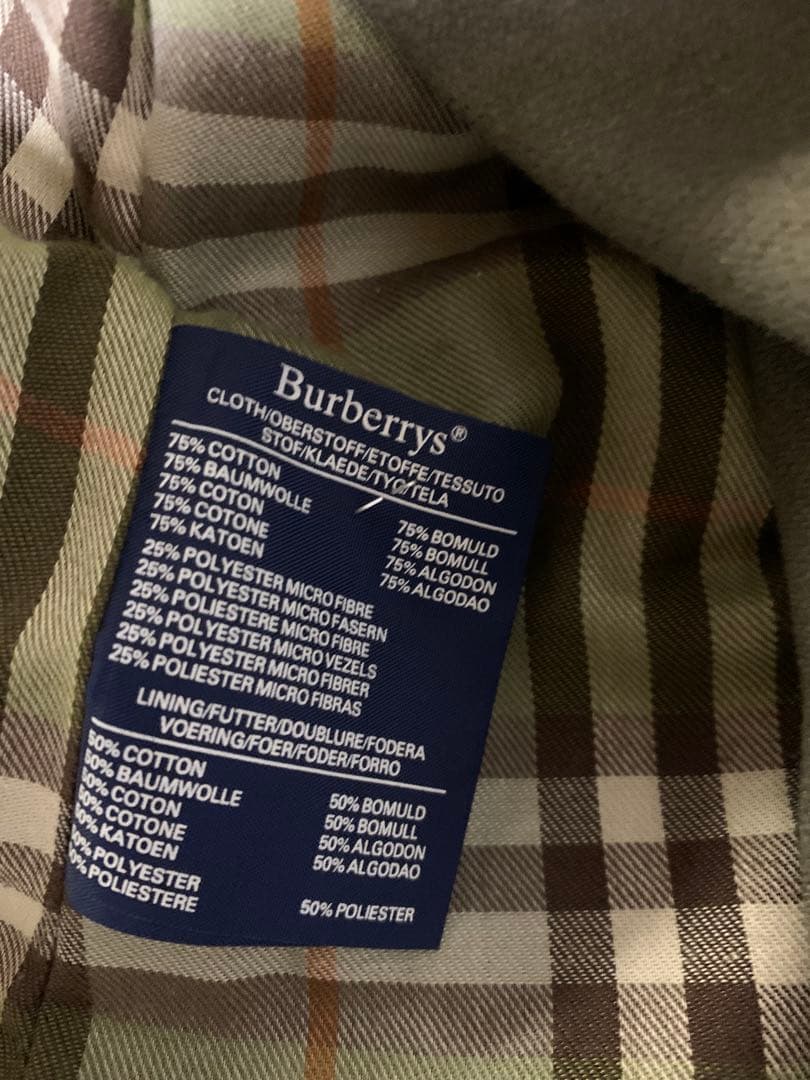 Burberrys®
CLOTH/OBERSTOFF/ETOFFE/TESSUTO
STOF/KLAEDE/TYG/TELA
75% COTTON
75% BAUMWOLLE
75% COTON
75% COTONE
75% KATOEN
75% BOMULD
75% BOMULL
75% ALGODON
75% ALGODAO
25% POLYESTER MICRO FIBRE
25% POLYESTER MICRO FASERN
25% POLIESTERE MICRO FIBRE
25% POLYESTER MICRO VEZELS
25% POLYESTER MICRO FIBRER
25% POLIESTER MICRO FIBRAS
LINING/FUTTER/DOUBLURE/FODERA
VOERING/FOER/FODER/FORRO
50% COTTON
50% BAUMWOLLE
50% COTON
50% COTONE
50% KATOEN
50% BOMULD
50% BOMULL
50% ALGODON
50% ALGODAO
50% POLYESTER
0% POLIESTERE
50% POLIESTER